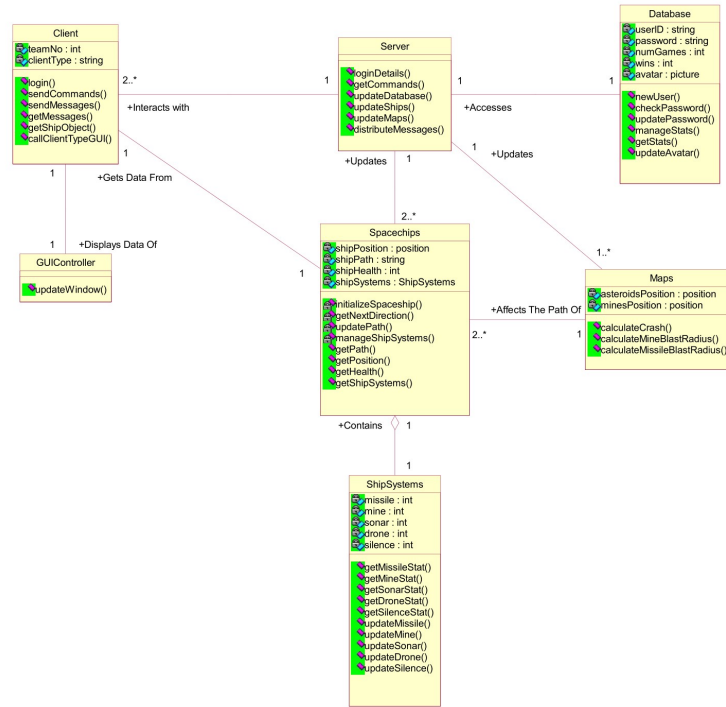 Client
teamNo : int
clientType : string
login()
sendCommands()
sendMessages()
getMessages()
getShipObject()
callClientTypeGUI()
2..*
1
+Interacts with
Server
loginDetails()
getCommands()
updateDatabase()
updateShips()
updateMaps()
distributeMessages()
1
1
+Accesses
Database
userID : string
password : string
numGames : int
wins : int
avatar : picture
newUser()
checkPassword()
updatePassword()
manageStats()
getStats()
updateAvatar()
1
1
+Gets Data From
1
+Updates
1
2..*
1
+Updates
1..*
1
+Displays Data Of
GUIController
updateWindow()
Spacechips
shipPosition : position
shipPath : string
shipHealth : int
shipSystems : ShipSystems
initializeSpaceship()
getNextDirection()
updatePath()
manageShipSystems()
getPath()
getPosition()
getHealth()
getShipSystems()
+Affects The Path Of
2..*
1
Maps
asteroidsPosition : position
minesPosition : position
calculateCrash()
calculateMineBlastRadius()
calculateMissileBlastRadius()
+Contains
1
1
ShipSystems
missile : int
mine : int
sonar : int
drone : int
silence : int
getMissileStat()
getMineStat()
getSonarStat()
getDroneStat()
getSilenceStat()
updateMissile()
updateMine()
updateSonar()
updateDrone()
updateSilence()